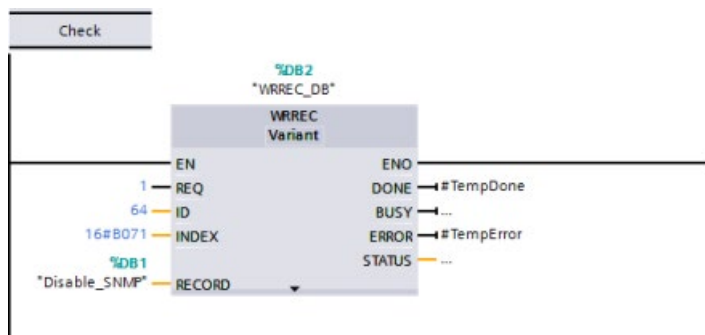 Check
%DB2
"WRREC_DB"
WRREC
Variant
EN ENO
1 REQ DONE #TempDone
64 ID BUSY ...
16#B071 INDEX ERROR #TempError
%DB1 STATUS ...
"Disable_SNMP" RECORD